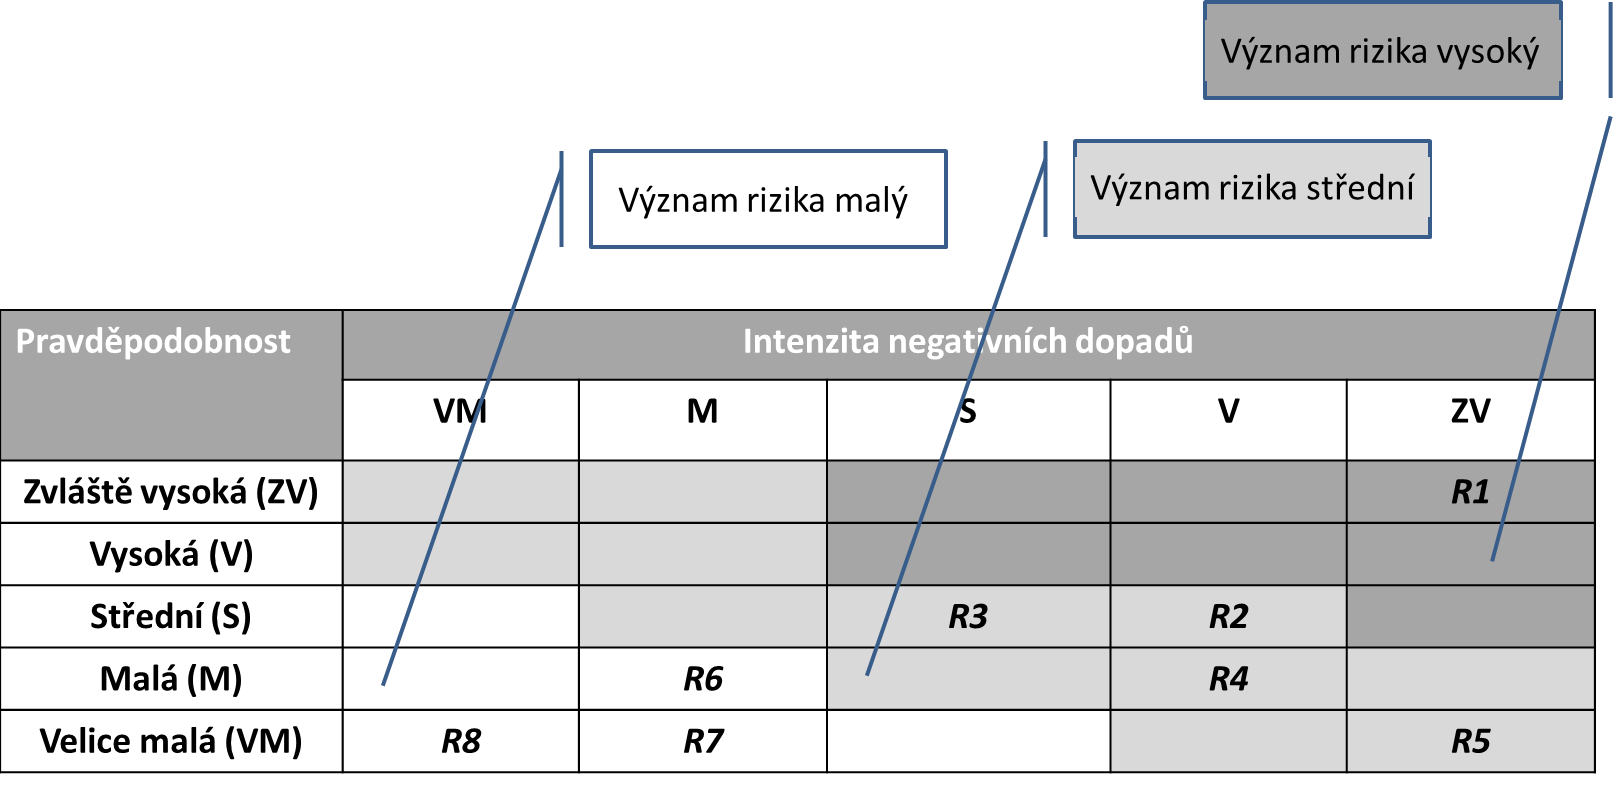 Význam rizika vysoký
Význam rizika malý
Význam rizika střední
Pravděpodobnost Intenzita negativních dopadů
VM M S V ZV
Zvláště vysoká (ZV) R1
Vysoká (V)
Střední (S) R3 R2
Malá (M) R6 R4
Velice malá (VM) R8 R7 R5